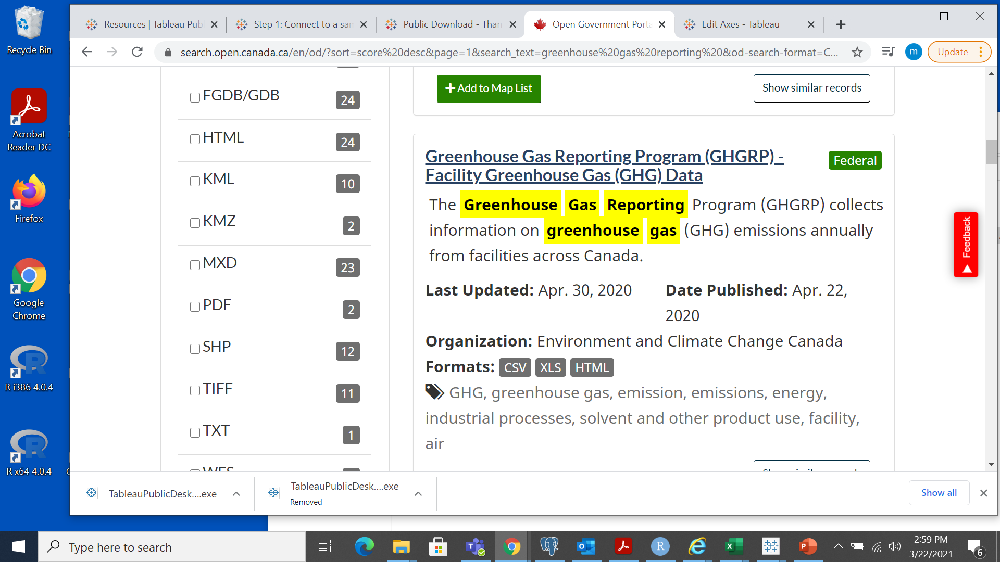 Recycle Bin
Acrobat
Reader DC
Firefox
Google
Chrome
R i386 4.0.4
R x64 4.0.4
Resources | Tableau Pub
Step 1: Connect to a san
Public Download - Than
Open Government Porta
Edit Axes - Tableau
search.open.canada.ca/en/od/?sort=score%20desc&page=1&search_text=greenhouse%20gas%20reporting%20&od-search-format=C...
m
Update
FGDB/GDB 24
HTML 24
KML 10
KMZ 2
MXD 23
PDF 2
SHP 12
TIFF 11
TXT 1
Add to Map List
Show similar records
Greenhouse Gas Reporting Program (GHGRP) -
Facility Greenhouse Gas (GHG) Data
Federal
The Greenhouse Gas Reporting Program (GHGRP) collects
information on greenhouse gas (GHG) emissions annually
from facilities across Canada.
Last Updated: Apr. 30, 2020
Date Published: Apr. 22,
2020
Organization: Environment and Climate Change Canada
Formats: CSV XLS HTML
GHG, greenhouse gas, emission, emissions, energy,
industrial processes, solvent and other product use, facility,
air
Feedback
TableauPublicDesk....exe
TableauPublicDesk....exe
Removed
Show all
Type here to search
2:59 PM
3/22/2021
6